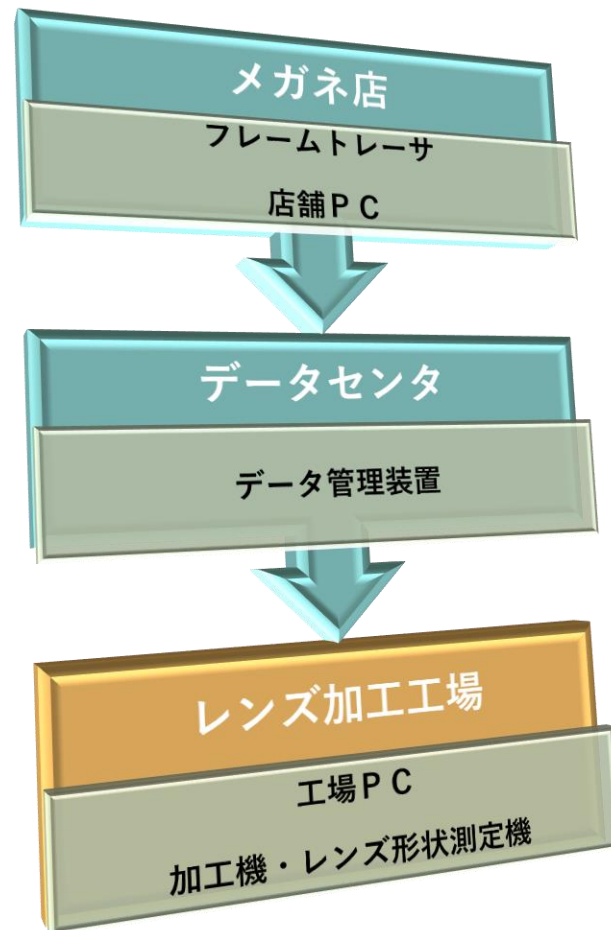 メガネ店
フレームトレーサ
店舗ＰＣ
データセンタ
データ管理装置
レンズ加工工場
工場ＰＣ
加工機・レンズ形状測定機